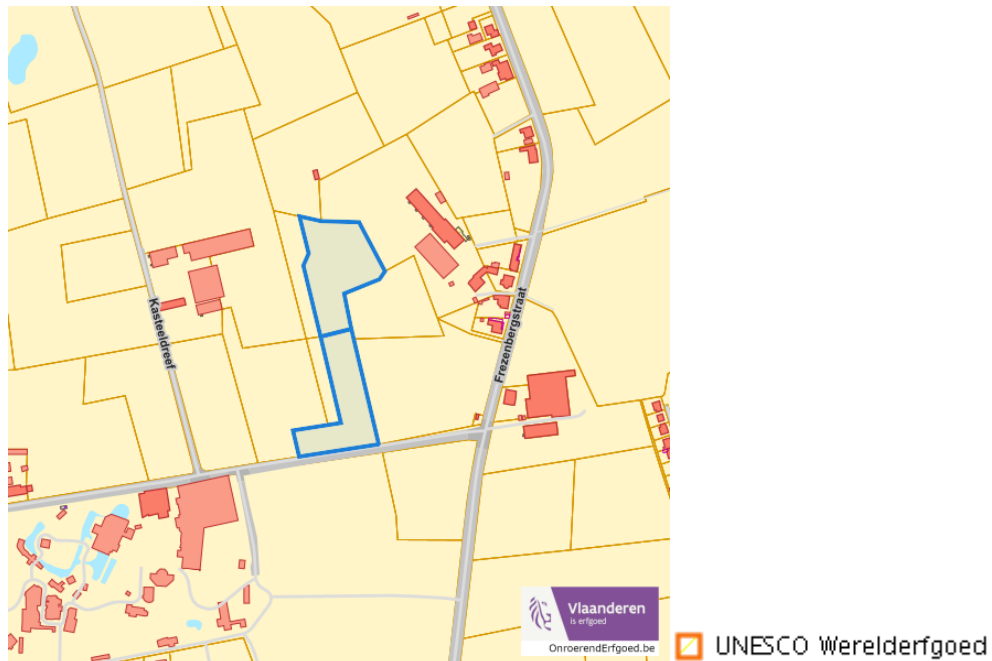 Kasteeldreef
Frezenbergstraat
Vlaanderen
is erfgoed
OnroerendErfgoed.be
UNESCO Werelderfgoed